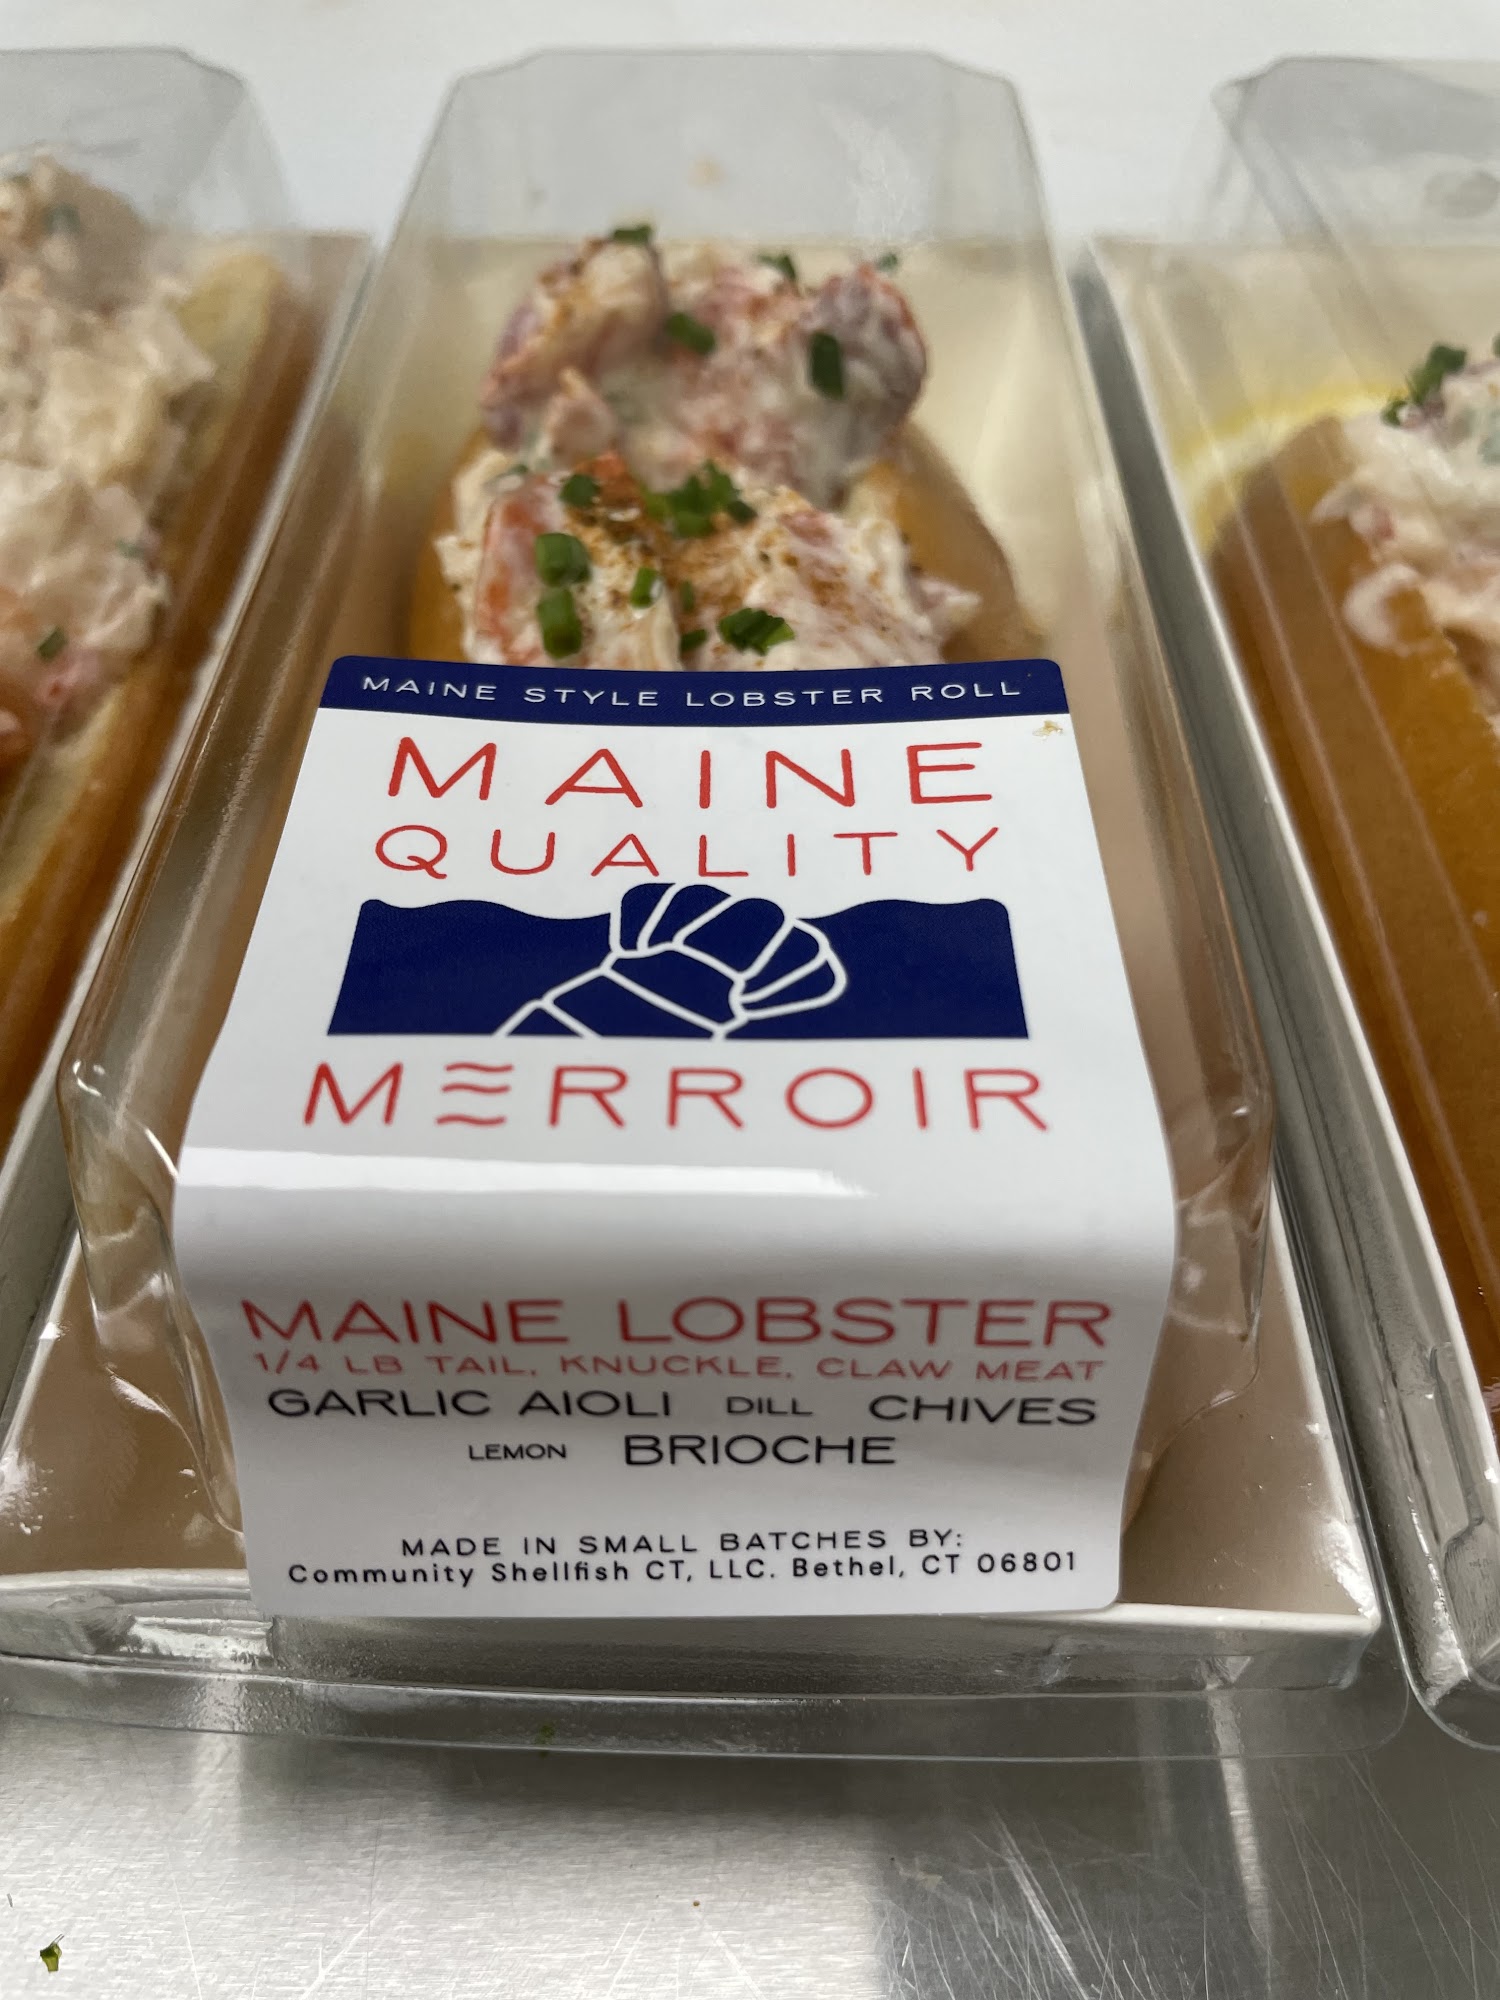 MAINE STYLE LOBSTER ROLL
MAINE
QUALITY
MERROIR
MAINE LOBSTER
1/4 LB TAIL, KNUCKLE, CLAW MEAT
GARLIC AIOLI DILL CHIVES
LEMON BRIOCHE
MADE IN SMALL BATCHES BY:
Community Shellfish CT, LLC. Bethel, CT 06801